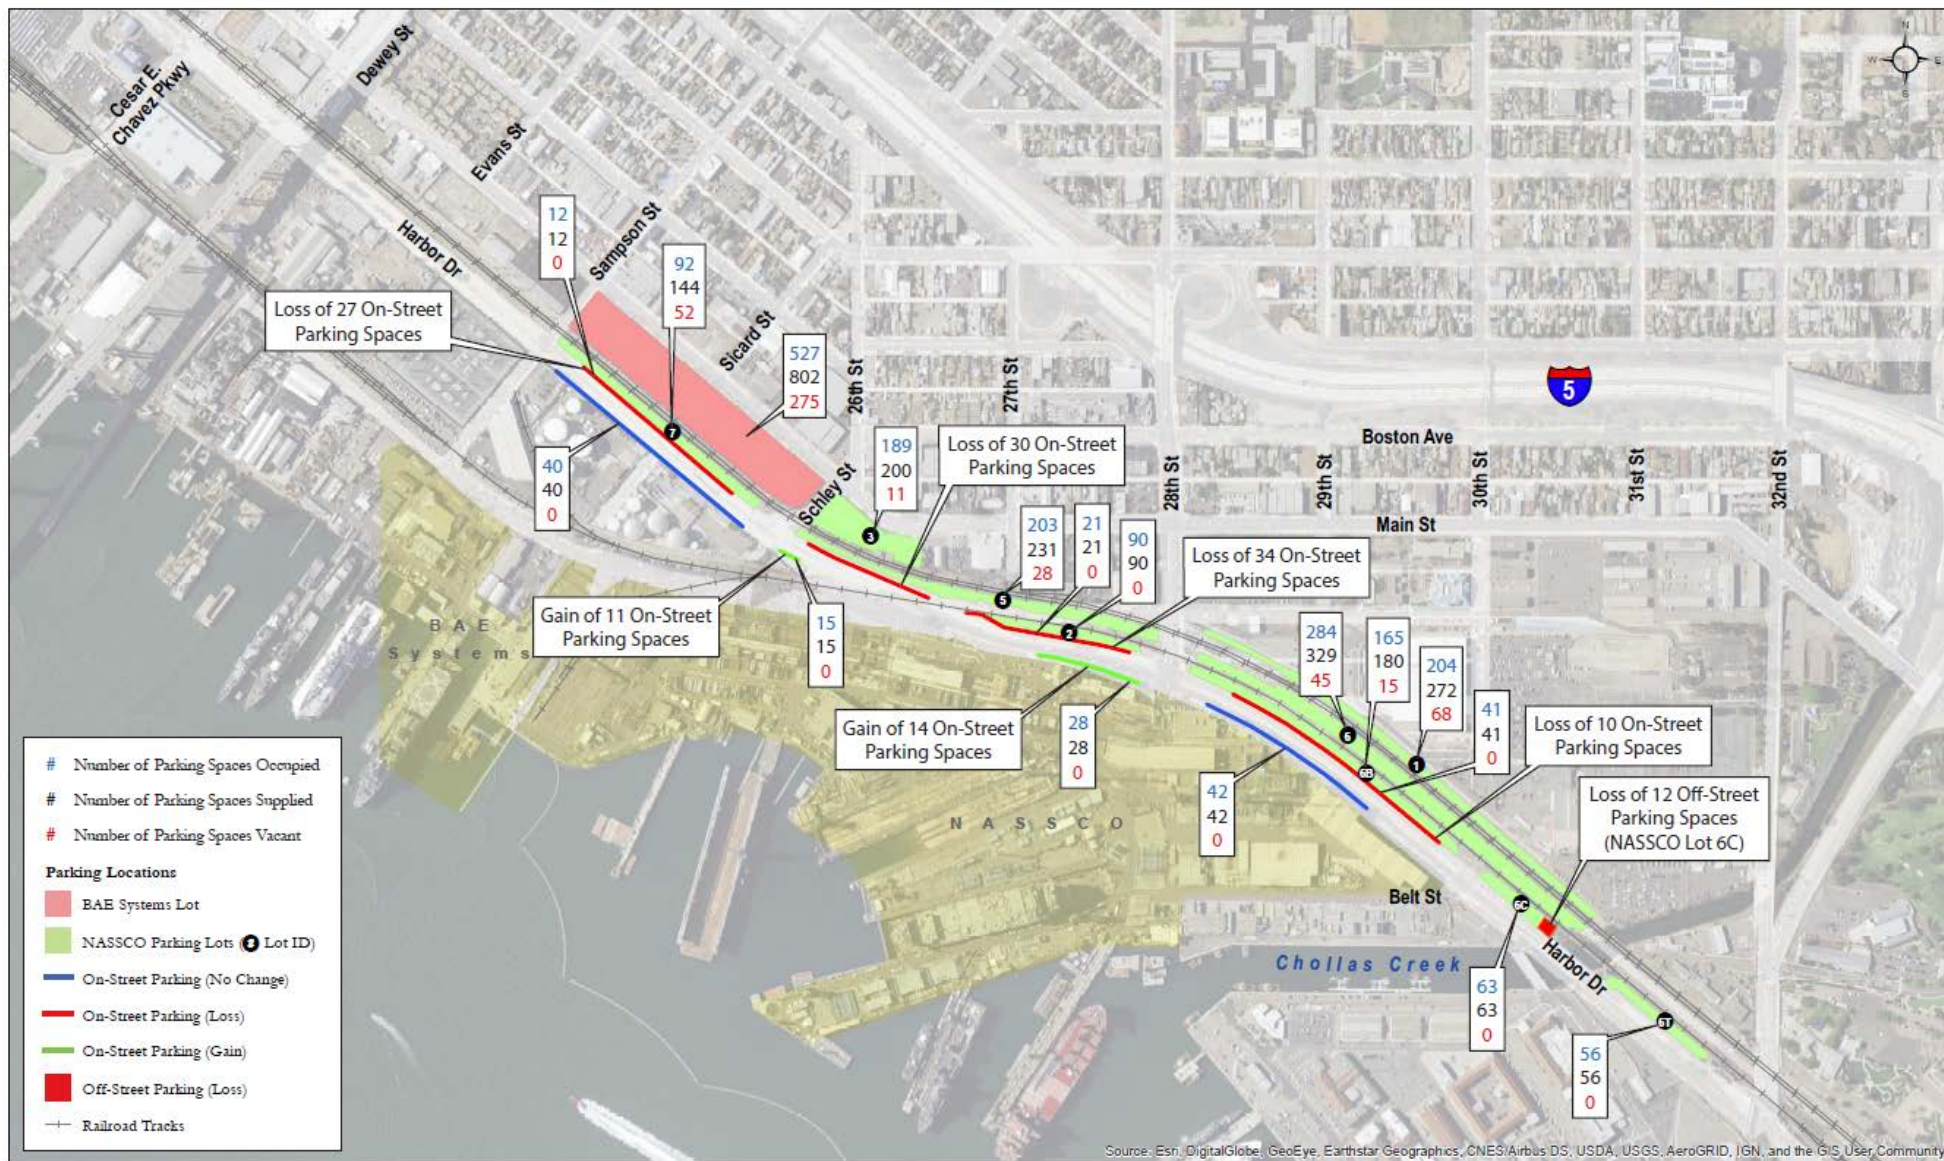 Cesar E.
Chavez Pkwy
Dewey St
Evans St
Harbor Dr
Sampson St
Sicard St
Schley St
26th St
27th St
28th St
29th St
30th St
31st St
32nd St
Boston Ave
Main St
Belt St
Harbor Dr
Chollas Creek
N
W
E
S
5
12
12
0
92
144
52
Loss of 27 On-Street
Parking Spaces
527
802
275
40
40
0
7
189
200
11
3
Loss of 30 On-Street
Parking Spaces
203
231
28
5
21
21
0
90
90
0
2
Loss of 34 On-Street
Parking Spaces
Gain of 11 On-Street
Parking Spaces
15
15
0
BAE
Systems
Gain of 14 On-Street
Parking Spaces
28
28
0
NASSCO
284
329
45
6
165
180
15
6B
204
272
68
1
41
41
0
Loss of 10 On-Street
Parking Spaces
42
42
0
Loss of 12 Off-Street
Parking Spaces
(NASSCO Lot 6C)
6C
63
63
0
6T
56
56
0
# Number of Parking Spaces Occupied
# Number of Parking Spaces Supplied
# Number of Parking Spaces Vacant
Parking Locations
BAE Systems Lot
NASSCO Parking Lots ( Lot ID)
On-Street Parking (No Change)
On-Street Parking (Loss)
On-Street Parking (Gain)
Off-Street Parking (Loss)
Railroad Tracks
Source: Esri, DigitalGlobe, GeoEye, Earthstar Geographics, CNES/Airbus DS, USDA, USGS, AeroGRID, IGN, and the GIS User Community